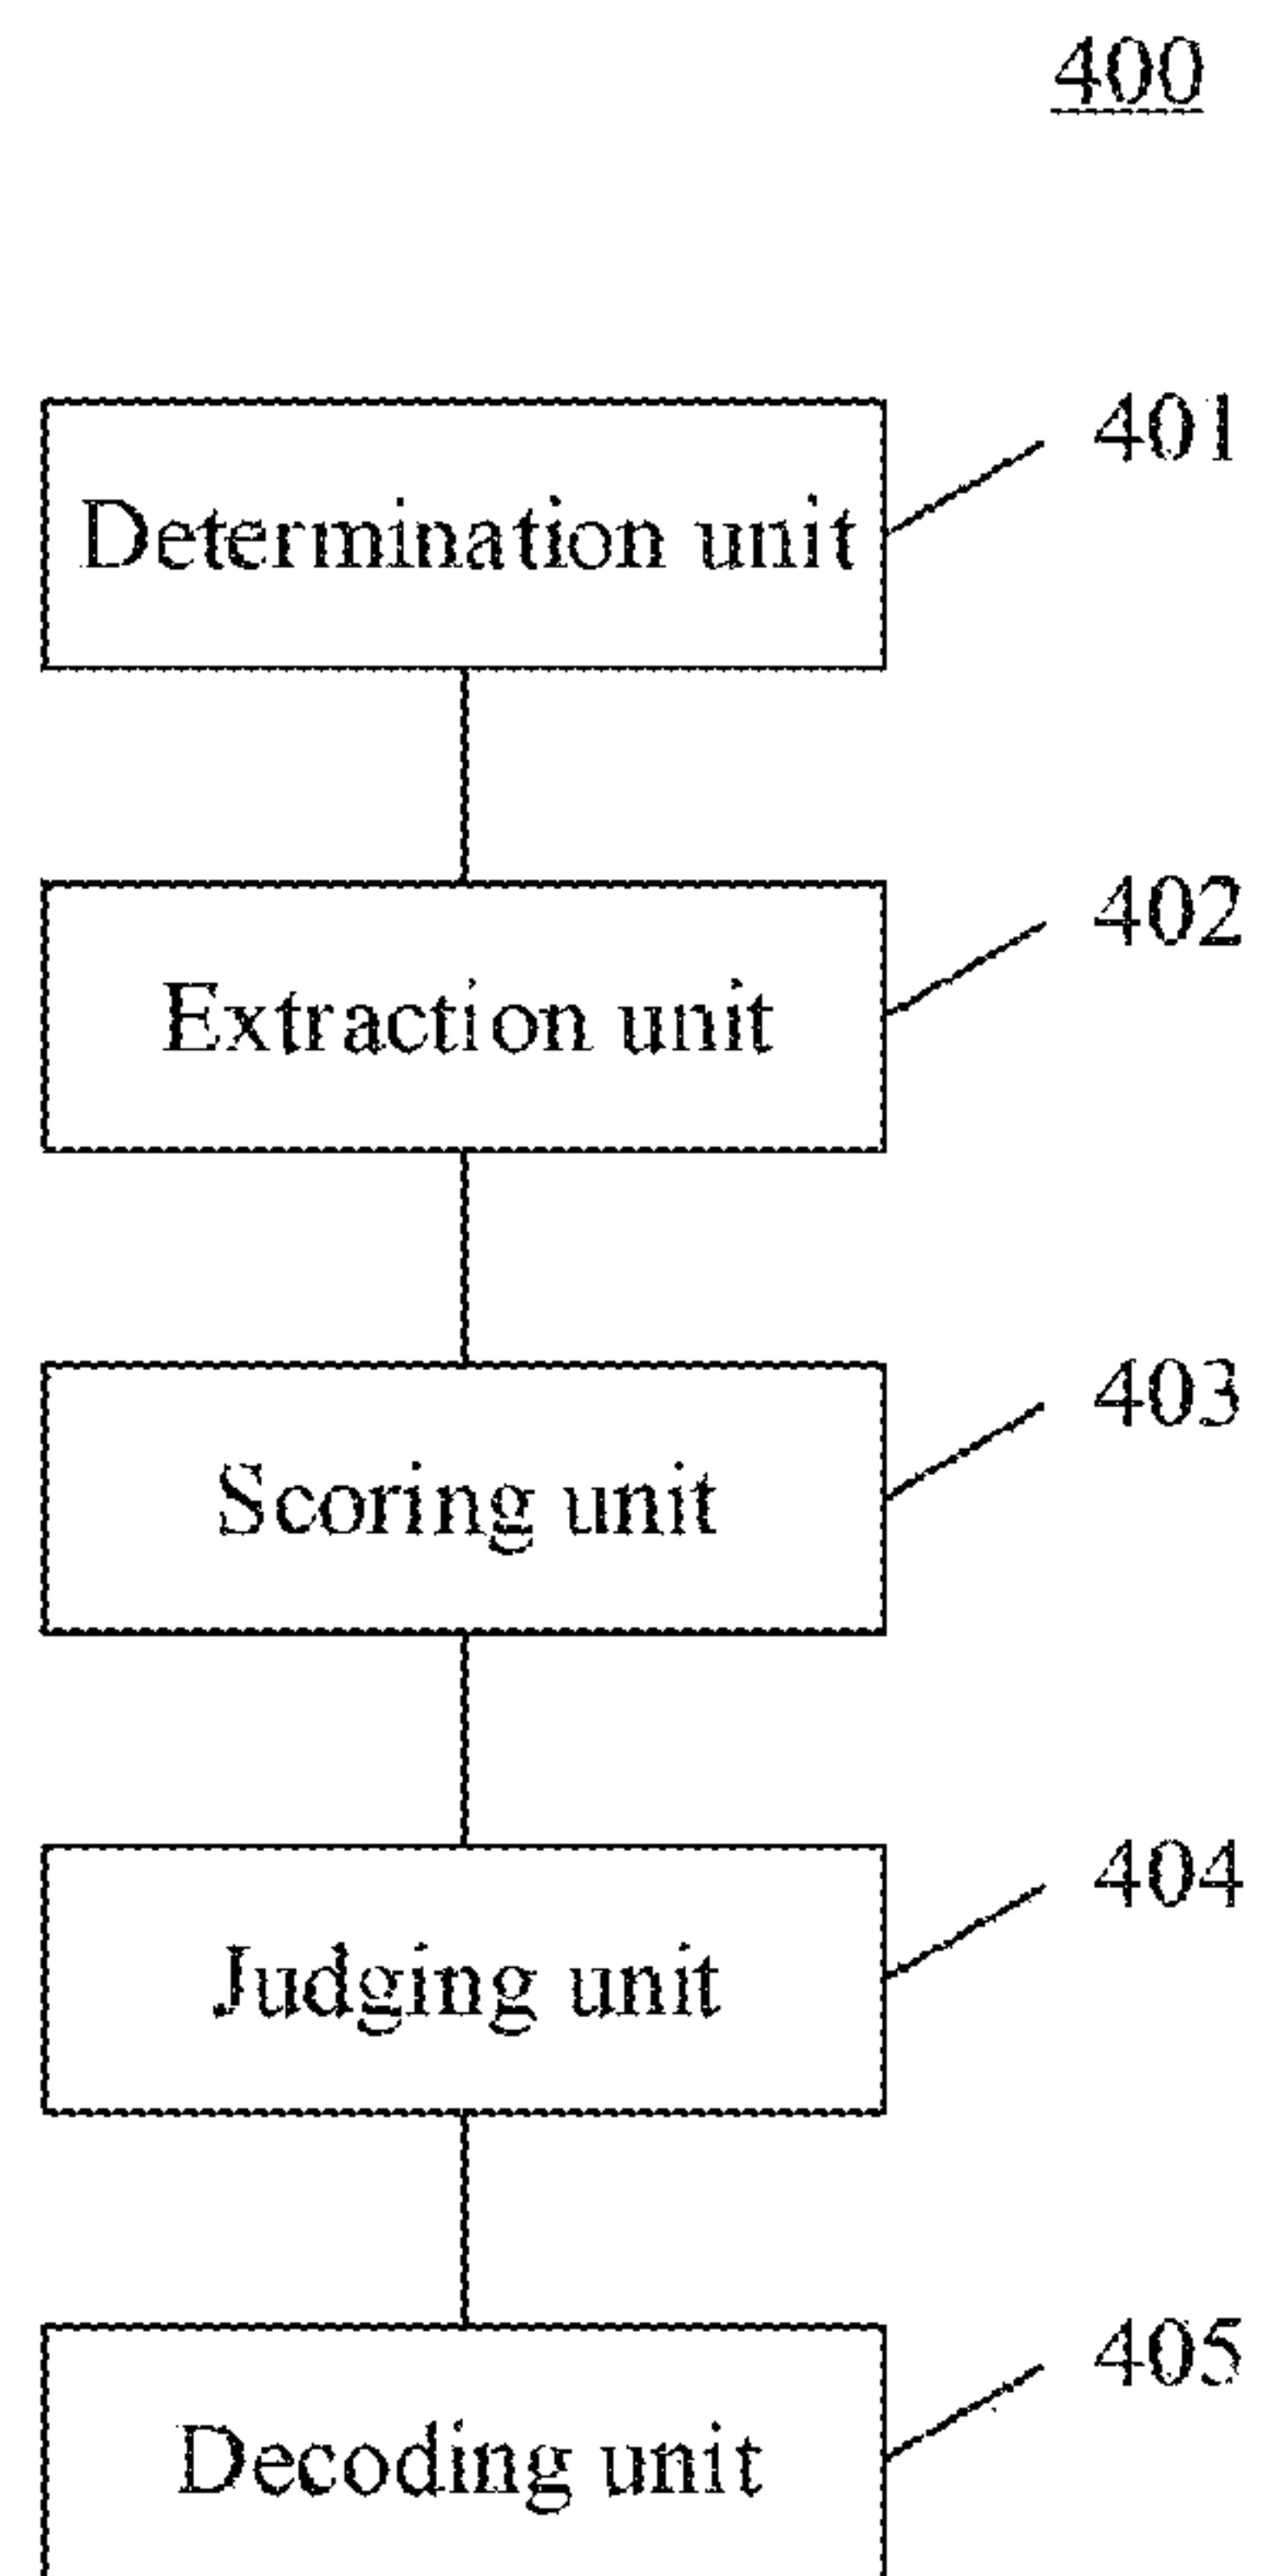 400
Determination unit
401
Extraction unit
402
Scoring unit
403
Judging unit
404
Decoding unit
405